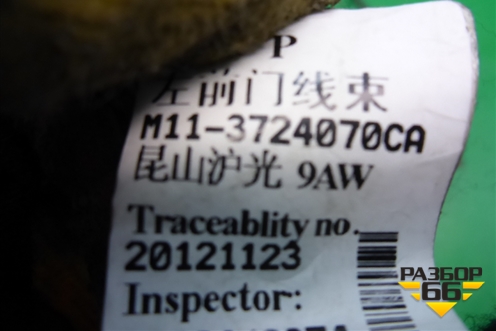 P
左前门线束
M11-3724070CA
昆山沪光 9AW
Traceablity no.
20121123
Inspector:
РАЗБОР
66